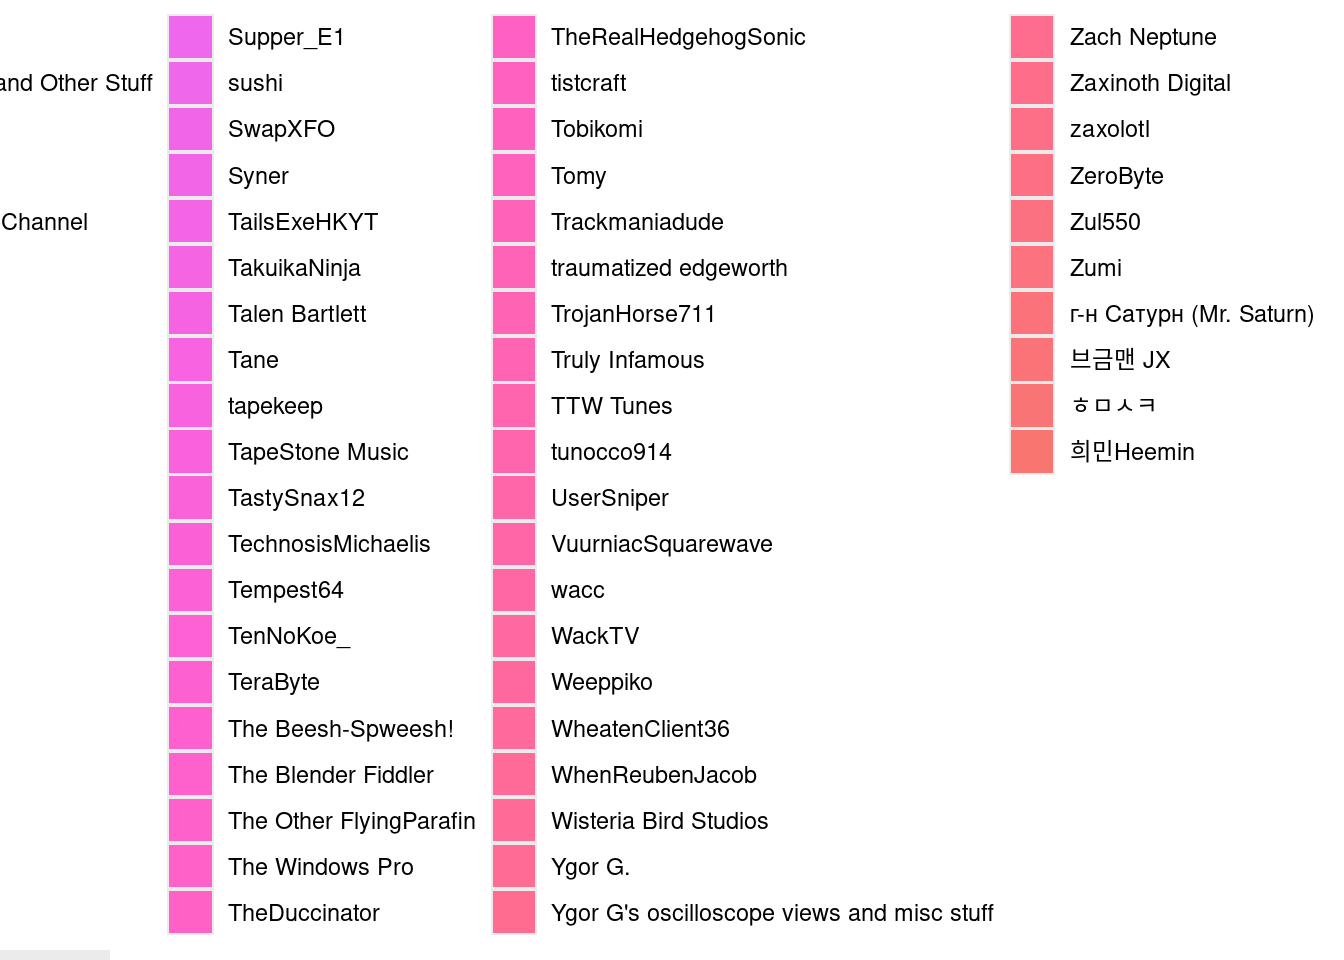 and Other Stuff
Channel
Supper_E1
sushi
SwapXFO
Syner
TailsExeHKYT
TakuikaNinja
Talen Bartlett
Tane
tapekeep
TapeStone Music
TastySnax12
TechnosisMichaelis
Tempest64
TenNoKoe_
TeraByte
The Beesh-Spweesh!
The Blender Fiddler
The Other FlyingParafin
The Windows Pro
TheDuccinator
TheRealHedgehogSonic
tistcraft
Tobikomi
Tomy
Trackmaniadude
traumatized edgeworth
TrojanHorse711
Truly Infamous
TTW Tunes
tunocco914
UserSniper
VuurniacSquarewave
wacc
WackTV
Weeppiko
WheatenClient36
WhenReubenJacob
Wisteria Bird Studios
Ygor G.
Ygor G's oscilloscope views and misc stuff
Zach Neptune
Zaxinoth Digital
zaxolotl
ZeroByte
Zul550
Zumi
г-н Сатурн (Mr. Saturn)
브금맨 JX
ㅎㅁㅅㅋ
희민Heemin